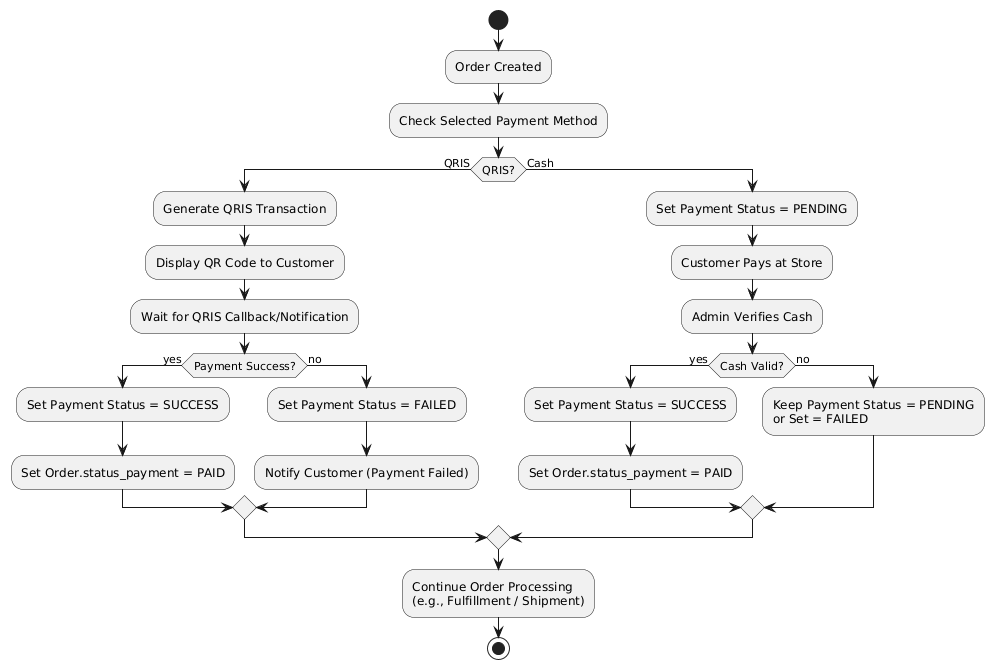 Order Created
Check Selected Payment Method
QRIS
QRIS?
Cash
Generate QRIS Transaction
Display QR Code to Customer
Wait for QRIS Callback/Notification
yes
Payment Success?
no
Set Payment Status = SUCCESS
Set Order.status_payment = PAID
Set Payment Status = FAILED
Notify Customer (Payment Failed)
Set Payment Status = PENDING
Customer Pays at Store
Admin Verifies Cash
yes
Cash Valid?
no
Set Payment Status = SUCCESS
Set Order.status_payment = PAID
Keep Payment Status = PENDING
or Set = FAILED
Continue Order Processing
(e.g., Fulfillment / Shipment)